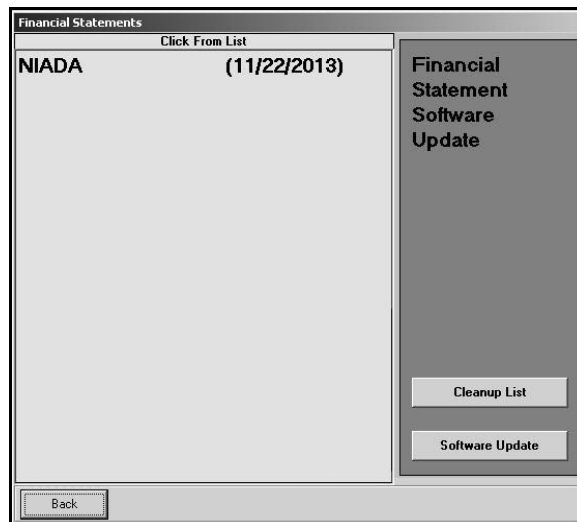 Financial Statements
Click From List
NIADA (11/22/2013)
Financial
Statement
Software
Update
Cleanup List
Software Update
Back